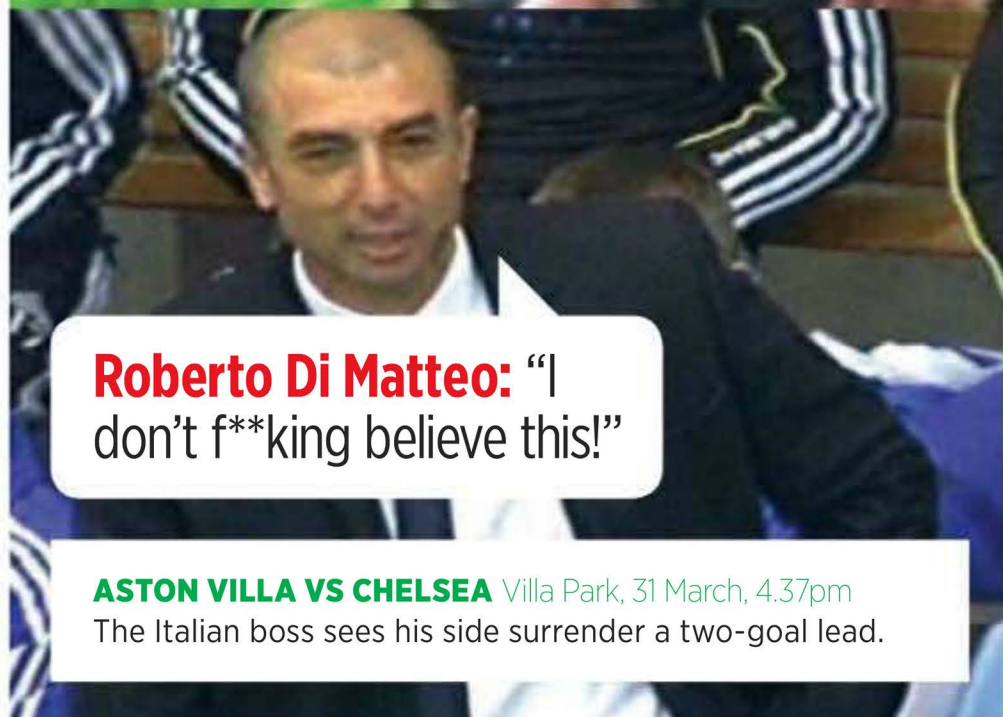 Roberto Di Matteo: “I
don’t f**king believe this!”
ASTON VILLA VS CHELSEA Villa Park, 31 March, 4.37pm
The Italian boss sees his side surrender a two-goal lead.